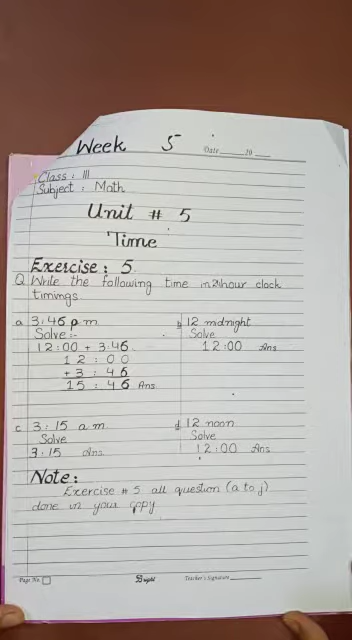 Week 5
Date ______ 20 ___
Class : III
Subject : Math
Unit # 5
Time
Exercise : 5
Q Write the following time in 24 hour clock
timings
a 3:46 p m
Solve :-
12:00 + 3:46
12 : 00
+ 3 : 46
15 : 46 Ans
b 12 midnight
Solve
12:00 Ans
c 3:15 a m
Solve
3:15 Ans
d 12 noon
Solve
12:00 Ans
Note:
Exercise # 5 all question (a to j)
done in your copy
Page No.
Bright
Teacher's Signature